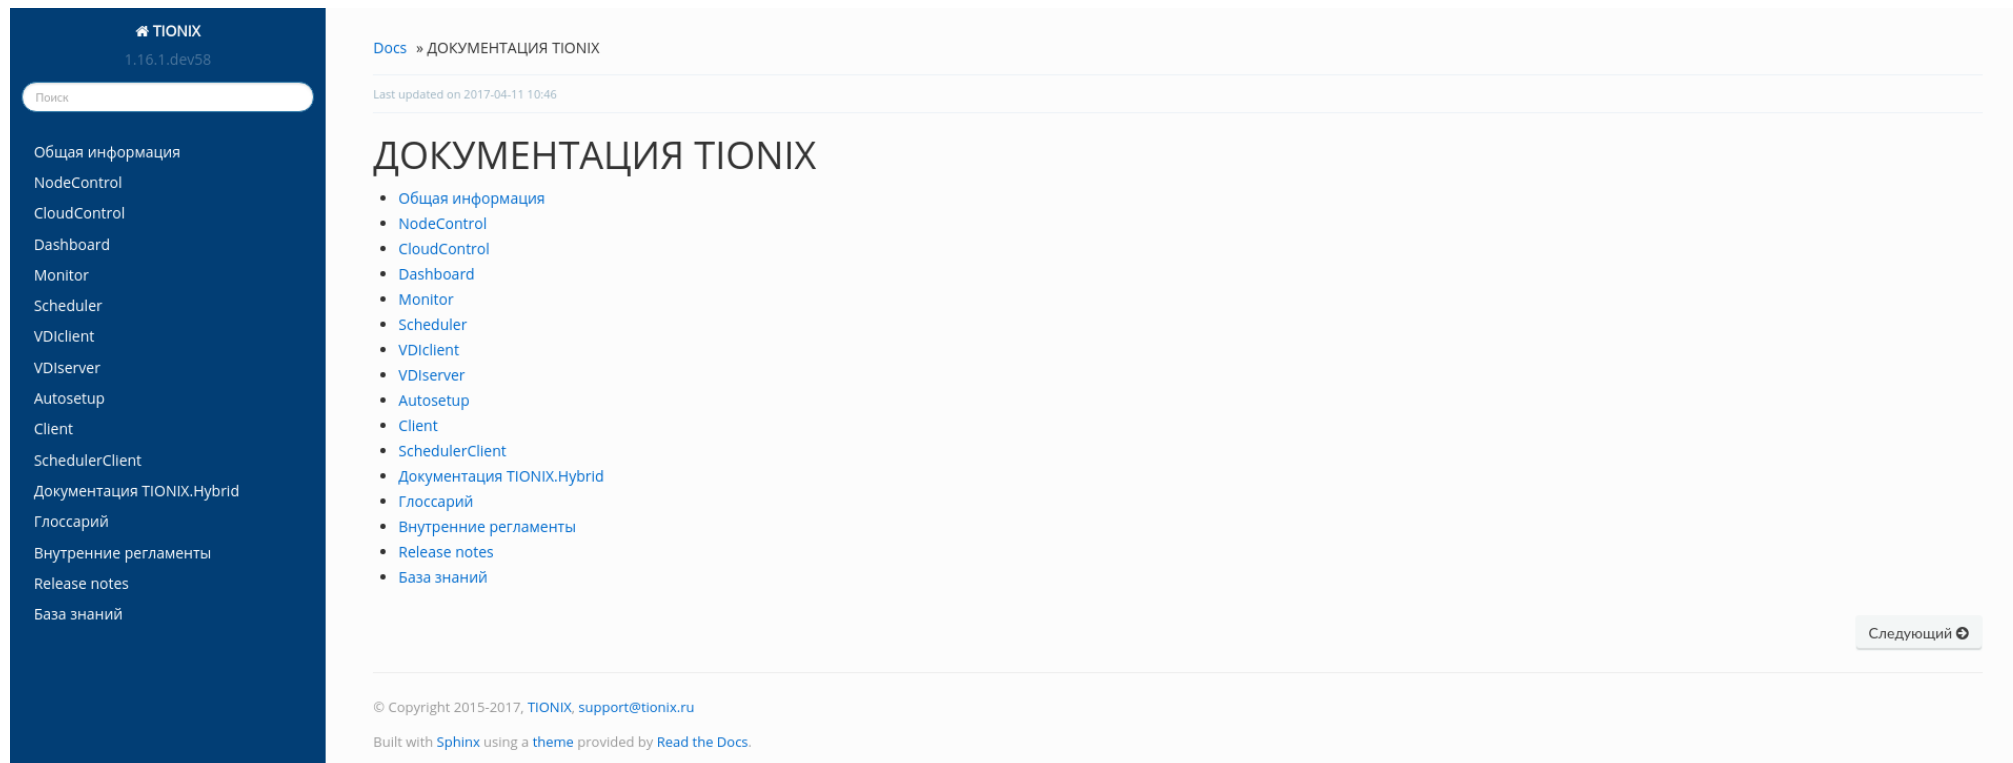 TIONIX
1.16.1.dev58
Поиск
Общая информация
NodeControl
CloudControl
Dashboard
Monitor
Scheduler
VDIclient
VDIserver
Autosetup
Client
SchedulerClient
Документация TIONIX.Hybrid
Глоссарий
Внутренние регламенты
Release notes
База знаний
Docs » ДОКУМЕНТАЦИЯ TIONIX
Last updated on 2017-04-11 10:46
ДОКУМЕНТАЦИЯ TIONIX
Общая информация
NodeControl
CloudControl
Dashboard
Monitor
Scheduler
VDIclient
VDIserver
Autosetup
Client
SchedulerClient
Документация TIONIX.Hybrid
Глоссарий
Внутренние регламенты
Release notes
База знаний
Следующий
© Copyright 2015-2017, TIONIX, support@tionix.ru
Built with Sphinx using a theme provided by Read the Docs.